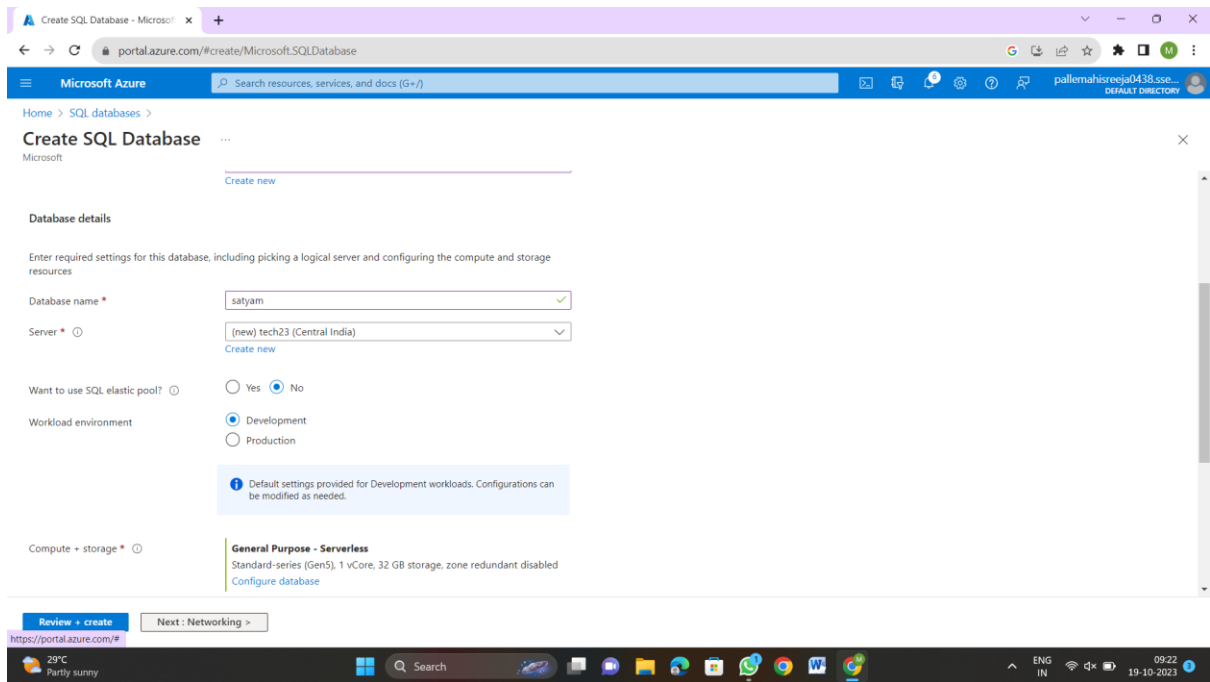 Create SQL Database - Microsof
portal.azure.com/#create/Microsoft.SQLDatabase
G
M
Microsoft Azure
Search resources, services, and docs (G+/)
6
pallemahisreeja0438.sse...
DEFAULT DIRECTORY
Home > SQL databases >
Create SQL Database ...
Microsoft
Create new
Database details
Enter required settings for this database, including picking a logical server and configuring the compute and storage
resources
Database name *
satyam
Server *
(new) tech23 (Central India)
Create new
Want to use SQL elastic pool?
Yes No
Workload environment
Development
Production
Default settings provided for Development workloads. Configurations can
be modified as needed.
Compute + storage *
General Purpose - Serverless
Standard-series (Gen5), 1 vCore, 32 GB storage, zone redundant disabled
Configure database
Review + create
Next : Networking >
https://portal.azure.com/#
29°C
Partly sunny
Search
ENG
IN
09:22
19-10-2023
3